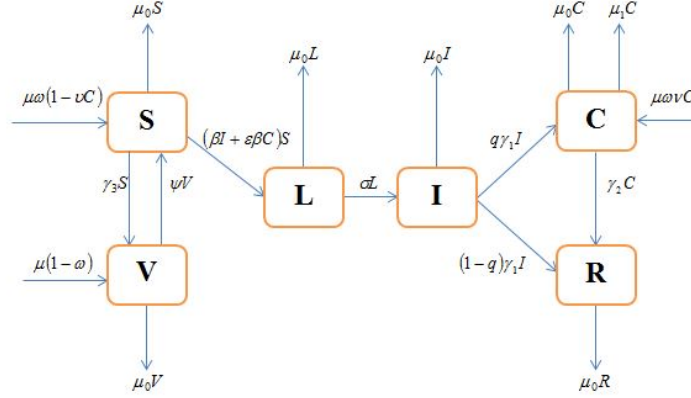 μ₀S
μ₀L
μ₀I
μ₀C
μ₁C
μω(1−υC)
S
(βI + εβC)S
C
μωνC
γ₃S
ψV
L
σL
I
qγ₁I
γ₂C
μ(1−ω)
V
(1−q)γ₁I
R
μ₀V
μ₀R